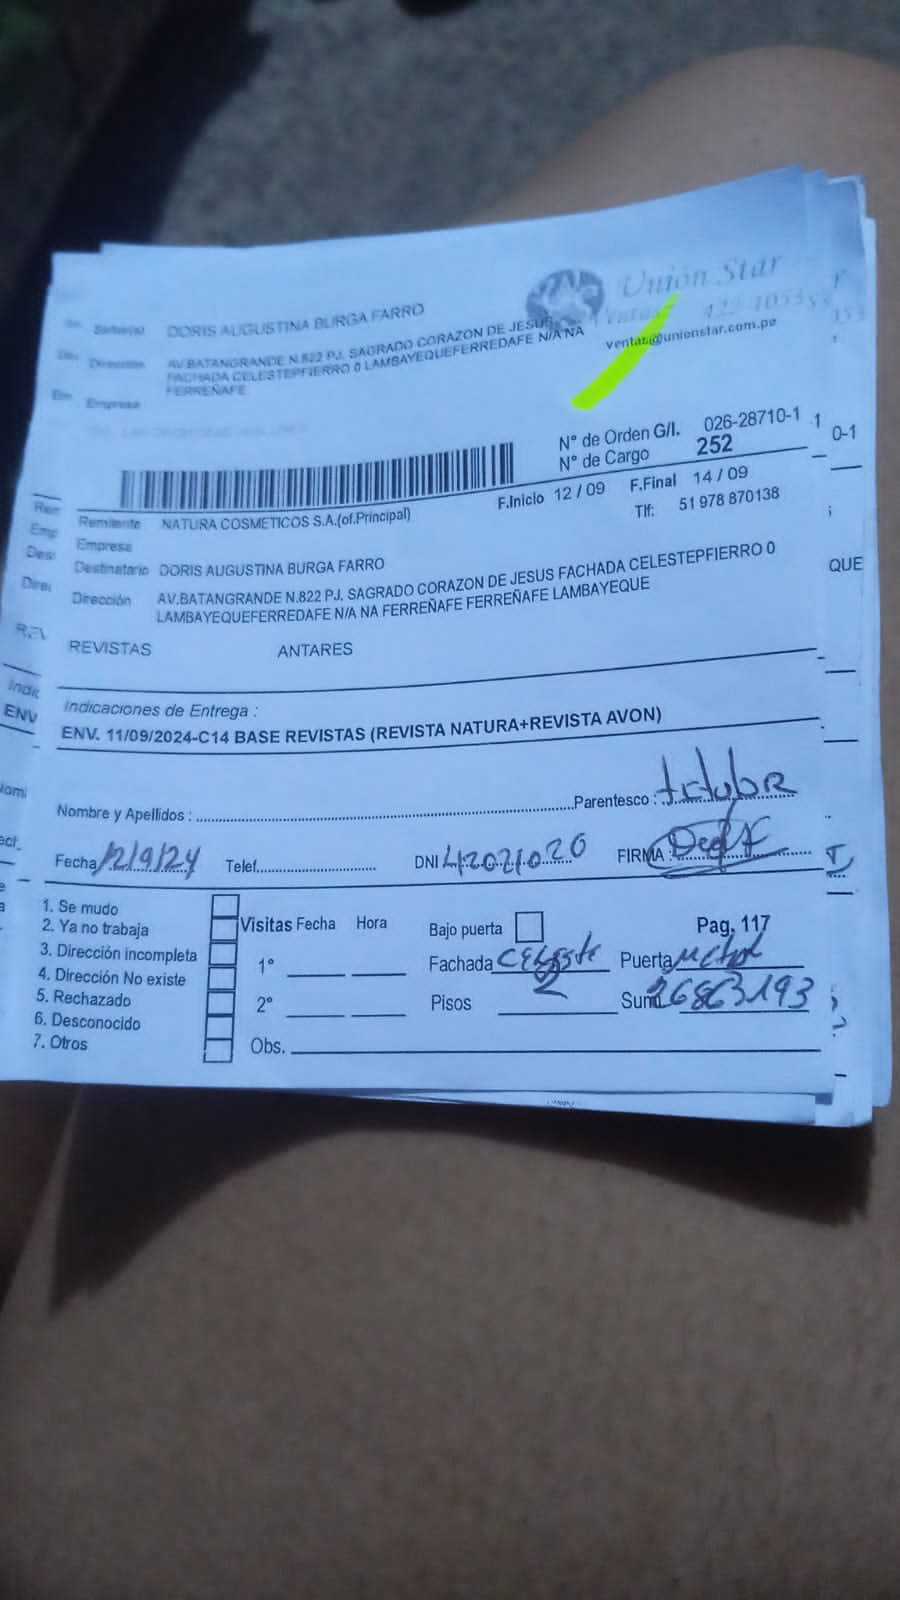 Unión Star
Señor(a) DORIS AUGUSTINA BURGA FARRO
Dirección AV.BATANGRANDE N.822 PJ. SAGRADO CORAZON DE JESUS
FACHADA CELESTEPFIERRO 0 LAMBAYEQUEFERREDAFE N/A NA
FERREÑAFE
ventas@unionstar.com.pe
Empresa
N° de Orden G/I. 026-28710-1
N° de Cargo 252
F.Inicio 12 / 09 F.Final 14 / 09
Remitente NATURA COSMETICOS S.A.(of.Principal)
Tlf: 51 978 870138
Empresa
Destinatario DORIS AUGUSTINA BURGA FARRO
Dirección AV.BATANGRANDE N.822 PJ. SAGRADO CORAZON DE JESUS FACHADA CELESTEPFIERRO 0
LAMBAYEQUEFERREDAFE N/A NA FERREÑAFE FERREÑAFE LAMBAYEQUE
REVISTAS ANTARES
Indicaciones de Entrega :
ENV. 11/09/2024-C14 BASE REVISTAS (REVISTA NATURA+REVISTA AVON)
Nombre y Apellidos : Parentesco :
Fecha 12/9/24 Telef. DNI 42021020 FIRMA :
1. Se mudo
2. Ya no trabaja
3. Dirección incompleta
4. Dirección No existe
5. Rechazado
6. Desconocido
7. Otros
Visitas Fecha Hora Bajo puerta Pag. 117
1° Fachada celeste Puerta Metal
2° Pisos 2 Sum 26863193
Obs.
0-1
QUE